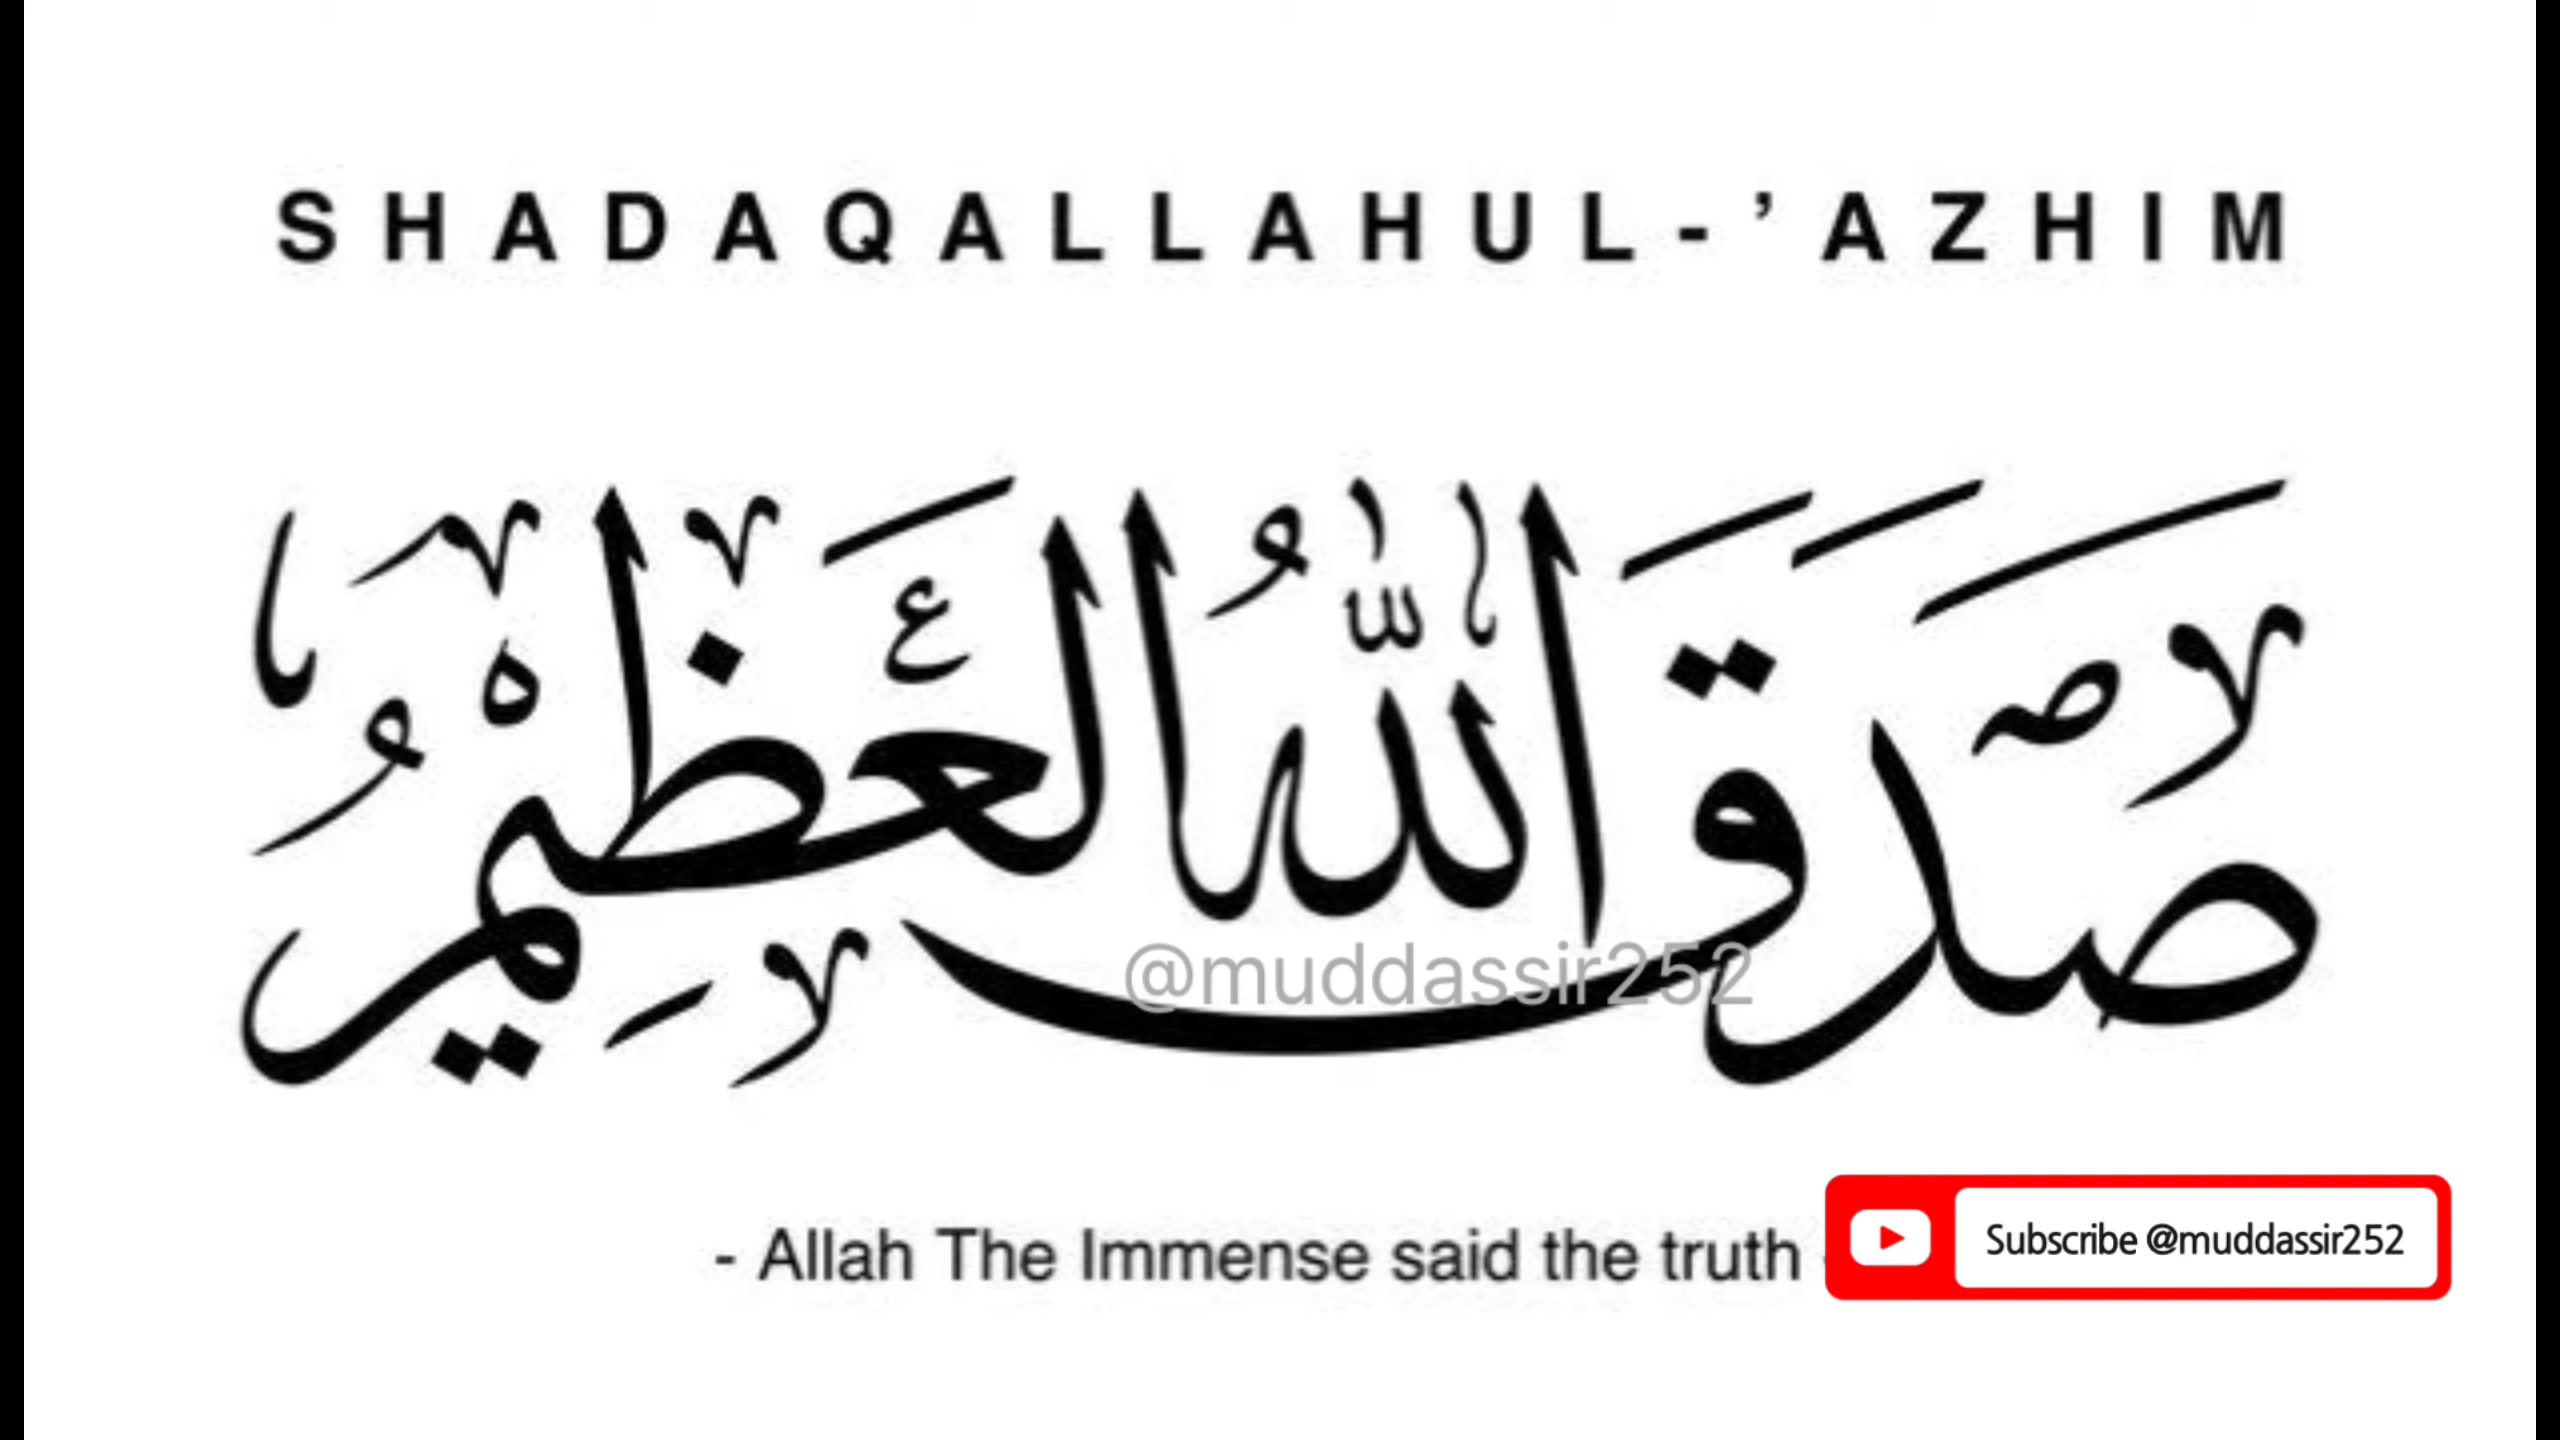 SHADAQALLAHUL-’AZHIM
صَدَقَ اللّٰهُ الْعَظِيْمُ
@muddassir252
- Allah The Immense said the truth
Subscribe @muddassir252